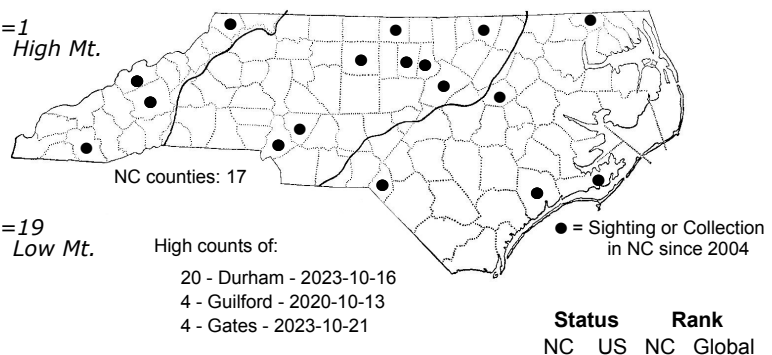 =1
High Mt.
NC counties: 17
=19
Low Mt.
High counts of:
20 - Durham - 2023-10-16
4 - Guilford - 2020-10-13
4 - Gates - 2023-10-21
● = Sighting or Collection
in NC since 2004
Status Rank
NC US NC Global